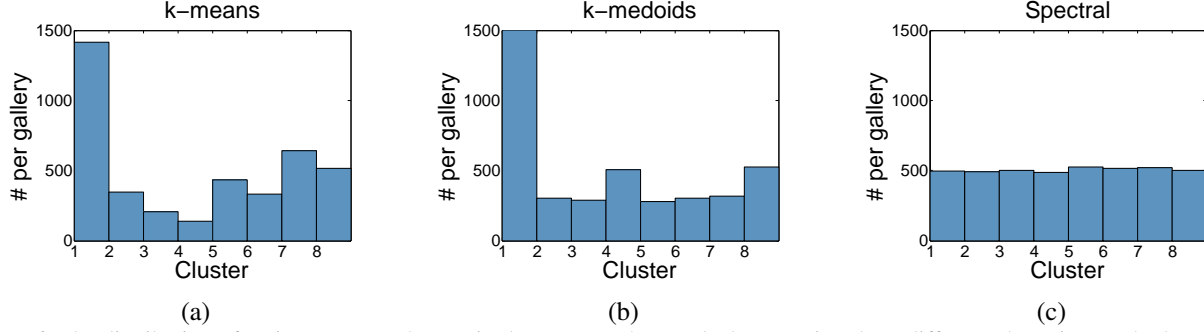 k−means
1500
1000
500
0
# per gallery
1 2 3 4 5 6 7 8
Cluster
(a)
k−medoids
1500
1000
500
0
# per gallery
1 2 3 4 5 6 7 8
Cluster
(b)
Spectral
1500
1000
500
0
# per gallery
1 2 3 4 5 6 7 8
Cluster
(c)